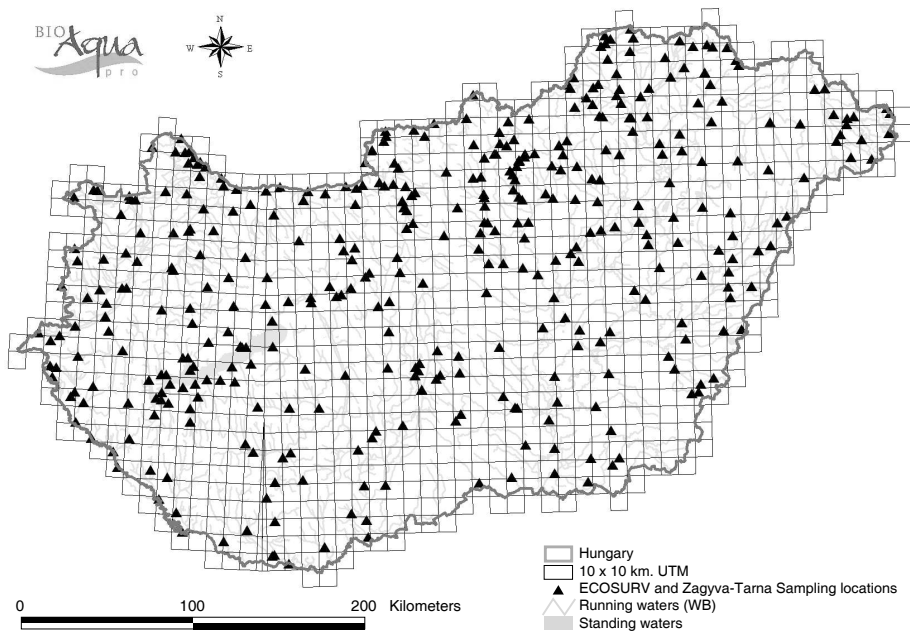 BIO
Aqua
pro
N
W E
S
Hungary
10 x 10 km. UTM
ECOSURV and Zagyva-Tarna Sampling locations
Running waters (WB)
Standing waters
0 100 200 Kilometers